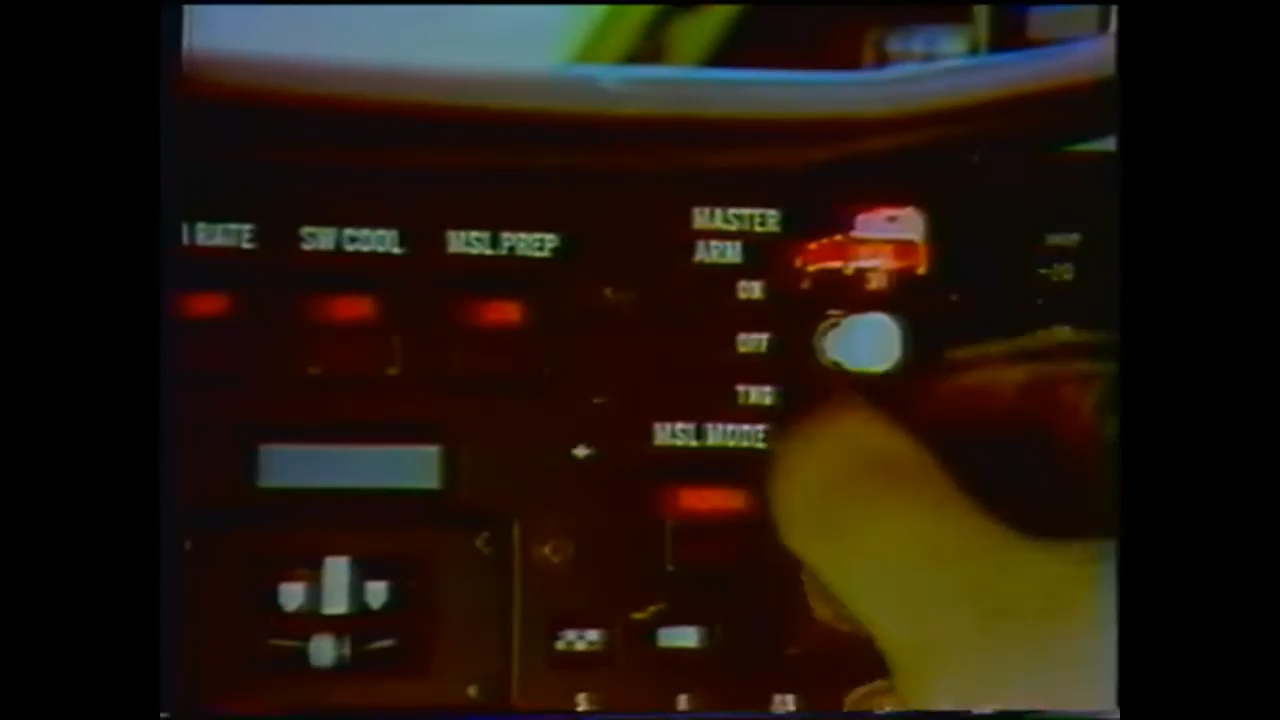 RATE SW COOL MSL PREP
MASTER
ARM
ON
OFF
TNG
MSL MODE